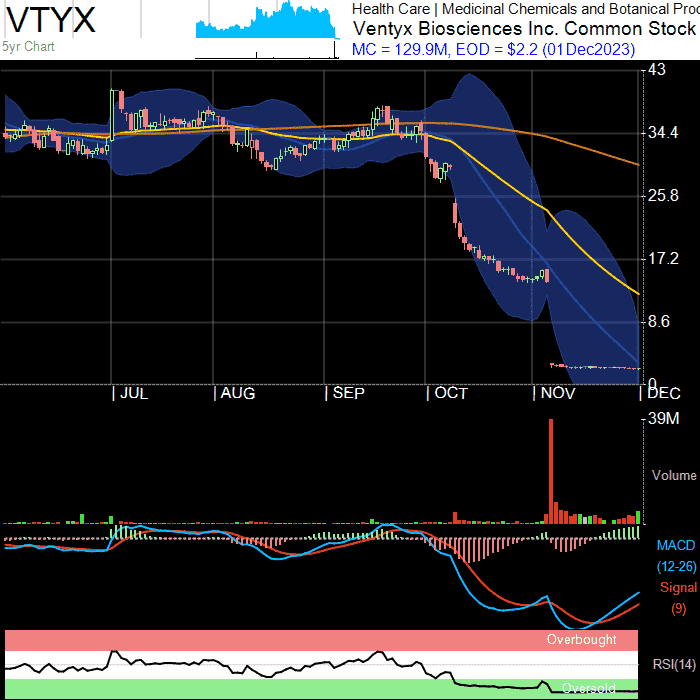 VTYX
5yr Chart
Health Care | Medicinal Chemicals and Botanical Proc
Ventyx Biosciences Inc. Common Stock
MC = 129.9M, EOD = $2.2 (01Dec2023)
43
34.4
25.8
17.2
8.6
0
JUL AUG SEP OCT NOV DEC
39M
Volume
MACD
(12-26)
Signal
(9)
Overbought
RSI(14)
Oversold